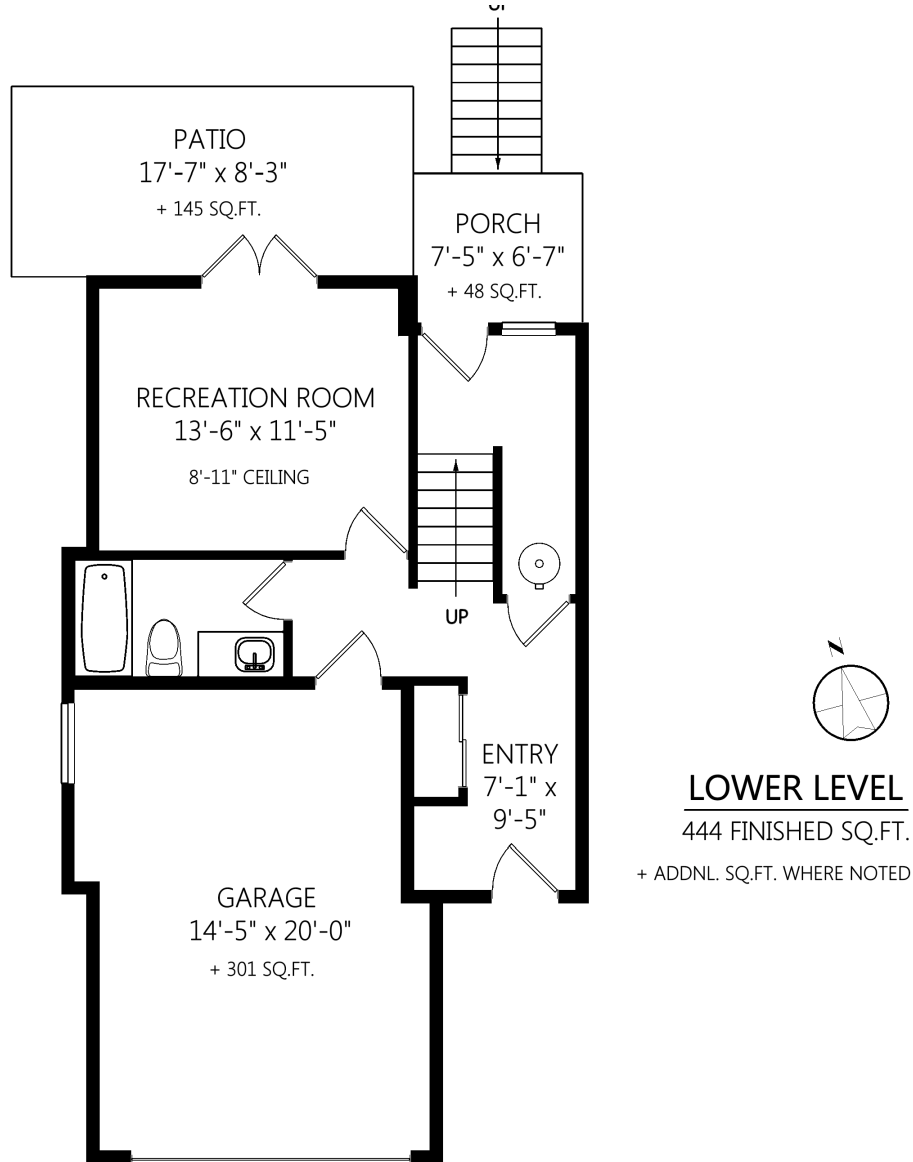 UP
PATIO
17'-7" x 8'-3"
+ 145 SQ.FT.
PORCH
7'-5" x 6'-7"
+ 48 SQ.FT.
RECREATION ROOM
13'-6" x 11'-5"
8'-11" CEILING
UP
N
ENTRY
7'-1" x
9'-5"
LOWER LEVEL
444 FINISHED SQ.FT.
+ ADDNL. SQ.FT. WHERE NOTED
GARAGE
14'-5" x 20'-0"
+ 301 SQ.FT.